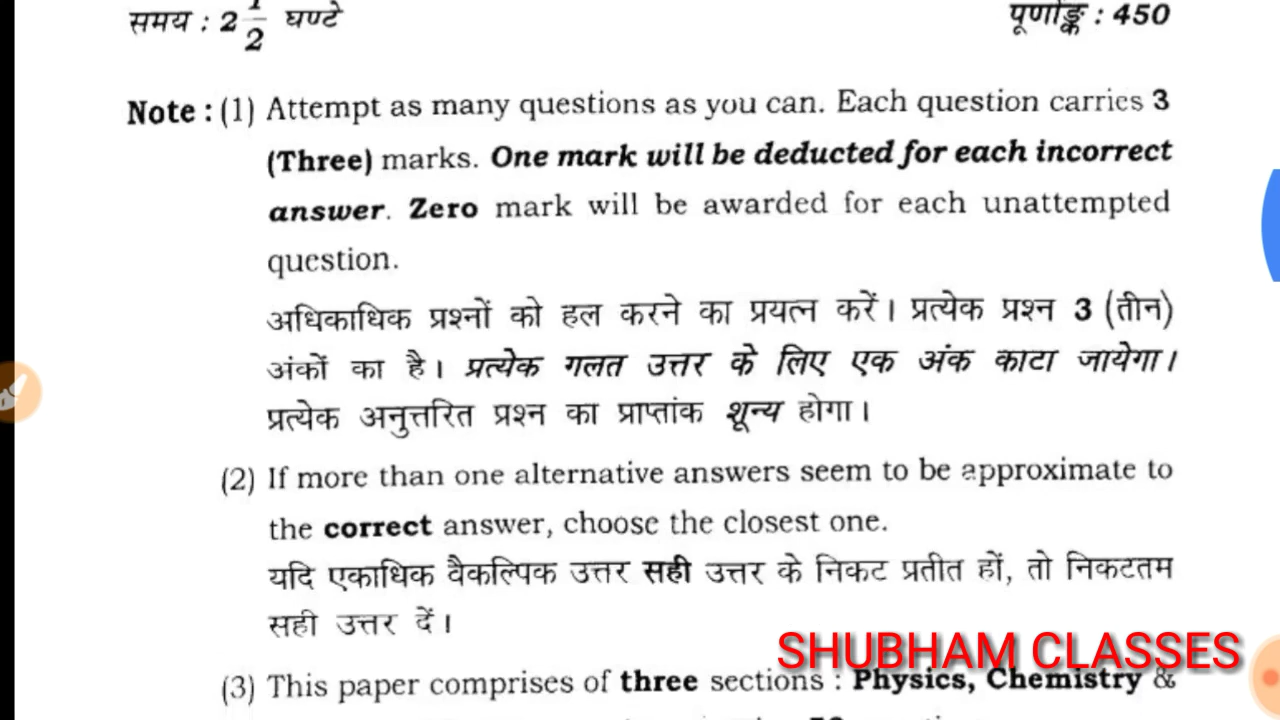 समय : 2 1/2 घण्टे पूर्णाङ्क : 450
Note : (1) Attempt as many questions as you can. Each question carries 3
(Three) marks. One mark will be deducted for each incorrect
answer. Zero mark will be awarded for each unattempted
question.
अधिकाधिक प्रश्नों को हल करने का प्रयत्न करें। प्रत्येक प्रश्न 3 (तीन)
अंकों का है। प्रत्येक गलत उत्तर के लिए एक अंक काटा जायेगा।
प्रत्येक अनुत्तरित प्रश्न का प्राप्तांक शून्य होगा।
(2) If more than one alternative answers seem to be approximate to
the correct answer, choose the closest one.
यदि एकाधिक वैकल्पिक उत्तर सही उत्तर के निकट प्रतीत हों, तो निकटतम
सही उत्तर दें।
SHUBHAM CLASSES
(3) This paper comprises of three sections : Physics, Chemistry &